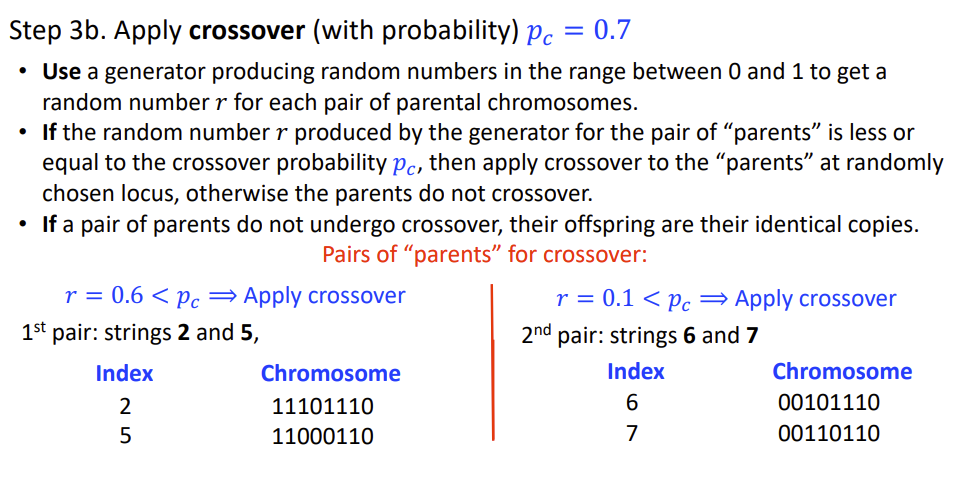 Step 3b. Apply crossover (with probability) p_c = 0.7
• Use a generator producing random numbers in the range between 0 and 1 to get a
random number r for each pair of parental chromosomes.
• If the random number r produced by the generator for the pair of “parents” is less or
equal to the crossover probability p_c, then apply crossover to the “parents” at randomly
chosen locus, otherwise the parents do not crossover.
• If a pair of parents do not undergo crossover, their offspring are their identical copies.
Pairs of “parents” for crossover:
r = 0.6 < p_c ⟹ Apply crossover
1st pair: strings 2 and 5,
Index Chromosome
2 11101110
5 11000110
r = 0.1 < p_c ⟹ Apply crossover
2nd pair: strings 6 and 7
Index Chromosome
6 00101110
7 00110110